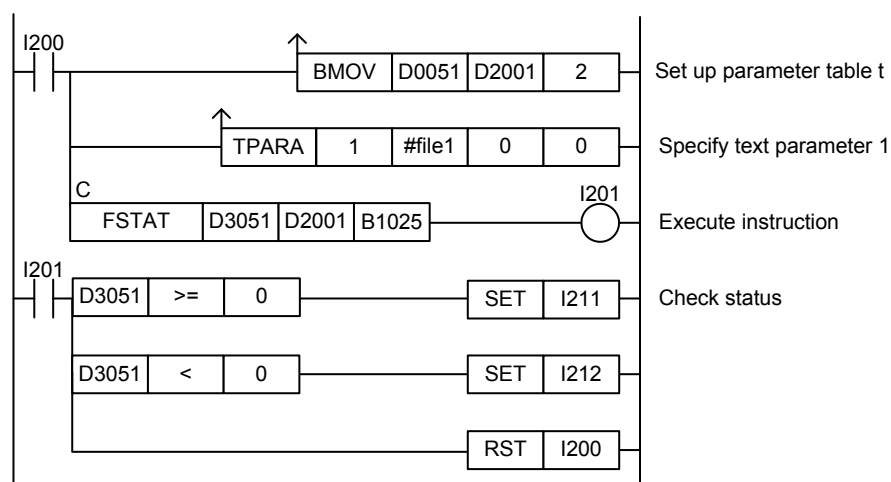 I200
BMOV D0051 D2001 2 Set up parameter table t
TPARA 1 #file1 0 0 Specify text parameter 1
C I201
FSTAT D3051 D2001 B1025 Execute instruction
I201
D3051 >= 0 SET I211 Check status
D3051 < 0 SET I212
RST I200